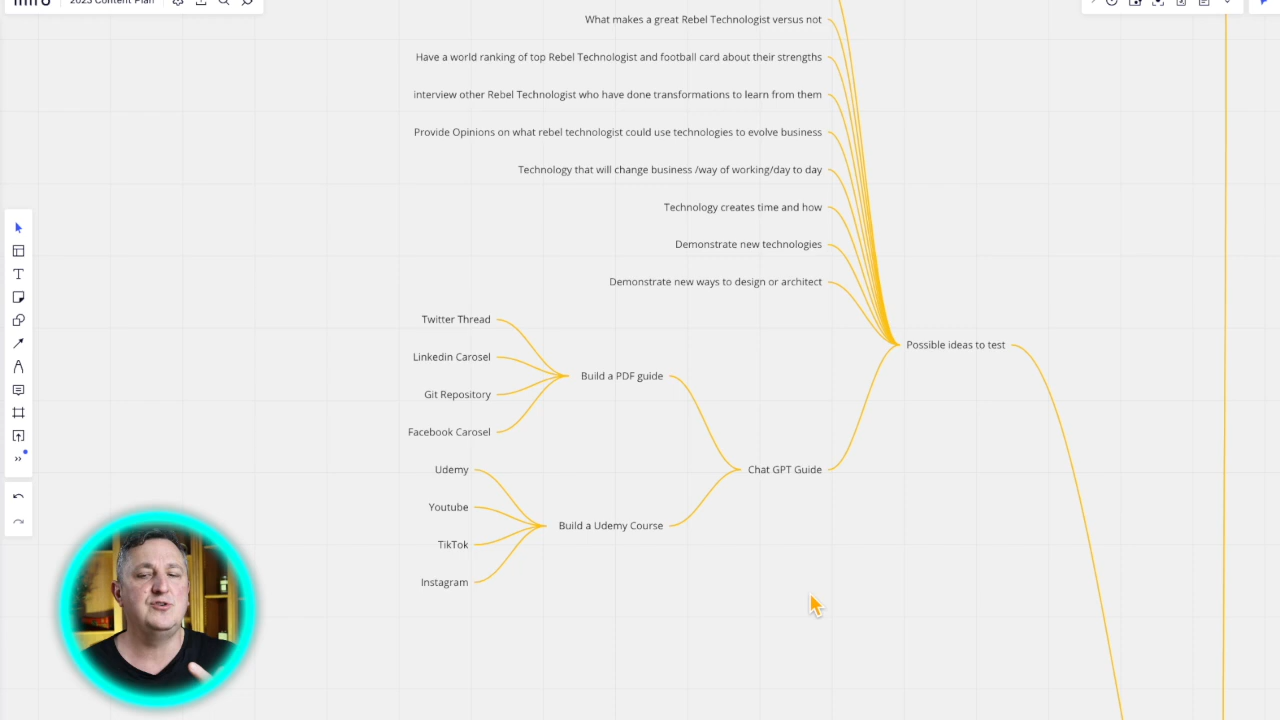 miro
2023 Content Plan
What makes a great Rebel Technologist versus not
Have a world ranking of top Rebel Technologist and football card about their strengths
interview other Rebel Technologist who have done transformations to learn from them
Provide Opinions on what rebel technologist could use technologies to evolve business
Technology that will change business /way of working/day to day
Technology creates time and how
Demonstrate new technologies
Demonstrate new ways to design or architect
Possible ideas to test
Twitter Thread
Linkedin Carosel
Build a PDF guide
Git Repository
Facebook Carosel
Chat GPT Guide
Udemy
Youtube
Build a Udemy Course
TikTok
Instagram